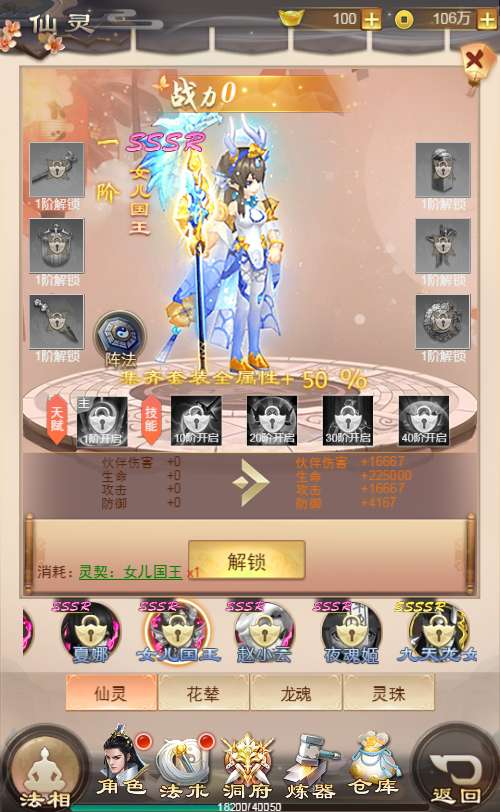 仙灵
100
106万
战力0
SSSR
一阶
女儿国王
1阶解锁
1阶解锁
1阶解锁
1阶解锁
1阶解锁
1阶解锁
阵法
集齐套装全属性+ 50 %
天赋
主
1阶开启
技能
10阶开启
20阶开启
30阶开启
40阶开启
伙伴伤害 +0
生命 +0
攻击 +0
防御 +0
伙伴伤害 +16667
生命 +225000
攻击 +16667
防御 +4167
消耗：灵契：女儿国王 x1
解锁
SSSR
夏娜
SSSR
女儿国王
SSSR
赵小云
SSSR
夜魂姬
SSSSR
九天龙女
仙灵
花辇
龙魂
灵珠
法相
角色
法术
洞府
炼器
仓库
返回
18200/40050